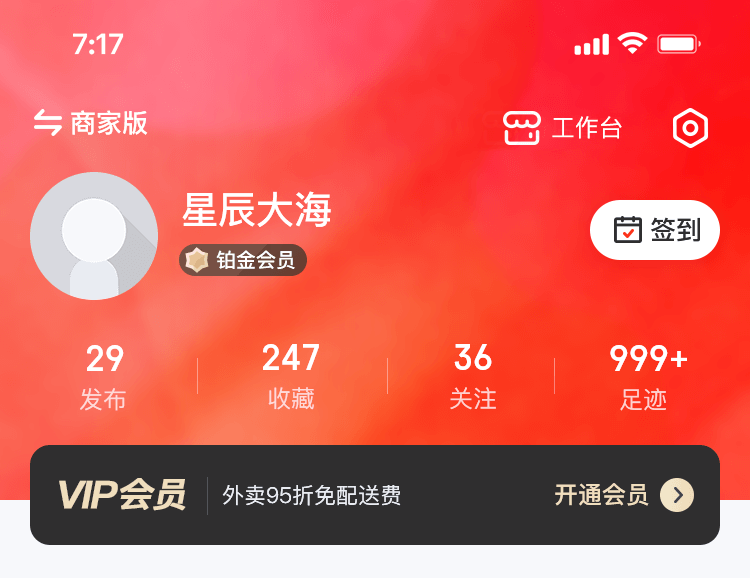 7:17
商家版
工作台
星辰大海
签到
铂金会员
29
247
36
999+
发布
收藏
关注
足迹
VIP会员
外卖95折免配送费
开通会员